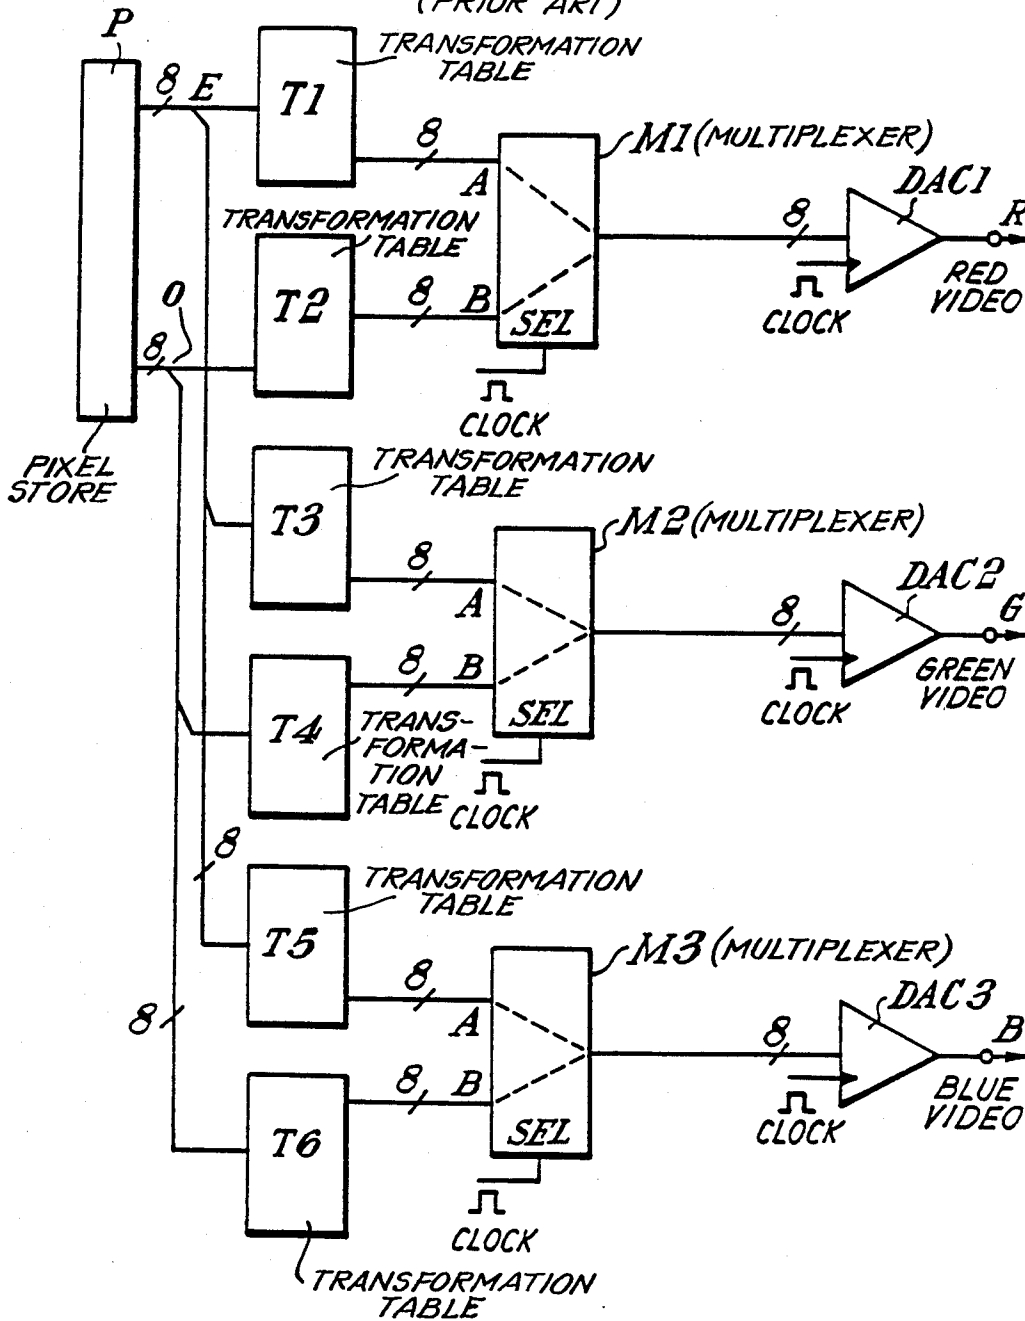 (PRIOR ART)
P
TRANSFORMATION
TABLE
8
E
T1
8
A
M1 (MULTIPLEXER)
DAC1
R
TRANSFORMATION
TABLE
8
RED
VIDEO
O
T2
8
B
SEL
CLOCK
8
CLOCK
PIXEL
STORE
TRANSFORMATION
TABLE
T3
8
A
M2 (MULTIPLEXER)
DAC2
G
8
GREEN
VIDEO
8
B
SEL
CLOCK
T4
TRANS-
FORMA-
TION
TABLE
CLOCK
8
TRANSFORMATION
TABLE
T5
8
A
M3 (MULTIPLEXER)
DAC3
B
8
8
BLUE
VIDEO
8
B
SEL
CLOCK
T6
CLOCK
TRANSFORMATION
TABLE